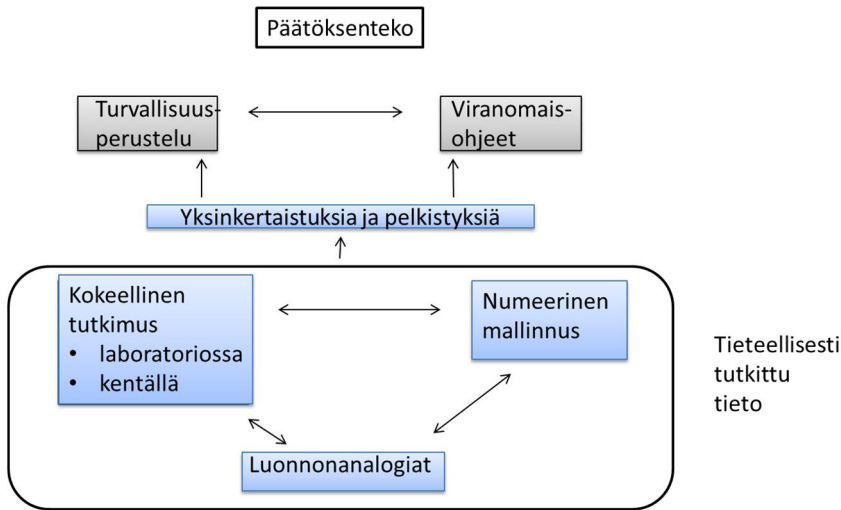 Päätöksenteko
Turvallisuus-
perustelu
Viranomais-
ohjeet
Yksinkertaistuksia ja pelkistyksiä
Kokeellinen
tutkimus
• laboratoriossa
• kentällä
Numeerinen
mallinnus
Luonnonanalogiat
Tieteellisesti
tutkittu
tieto